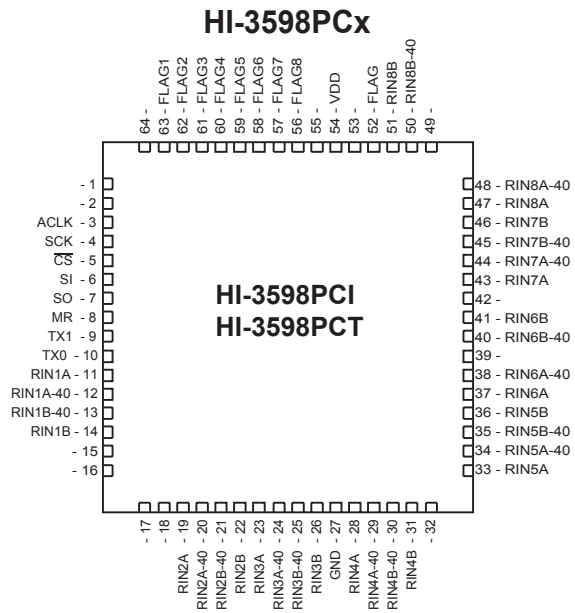 HI-3598PCx
64 -
63 - FLAG1
62 - FLAG2
61 - FLAG3
60 - FLAG4
59 - FLAG5
58 - FLAG6
57 - FLAG7
56 - FLAG8
55 -
54 - VDD
53 -
52 - FLAG
51 - RIN8B
50 - RIN8B-40
49 -
- 1
- 2
ACLK - 3
SCK - 4
CS - 5
SI - 6
SO - 7
MR - 8
TX1 - 9
TX0 - 10
RIN1A - 11
RIN1A-40 - 12
RIN1B-40 - 13
RIN1B - 14
- 15
- 16
HI-3598PCI
HI-3598PCT
48 - RIN8A-40
47 - RIN8A
46 - RIN7B
45 - RIN7B-40
44 - RIN7A-40
43 - RIN7A
42 -
41 - RIN6B
40 - RIN6B-40
39 -
38 - RIN6A-40
37 - RIN6A
36 - RIN5B
35 - RIN5B-40
34 - RIN5A-40
33 - RIN5A
- 17
- 18
RIN2A - 19
RIN2A-40 - 20
RIN2B-40 - 21
RIN2B - 22
RIN3A - 23
RIN3A-40 - 24
RIN3B-40 - 25
RIN3B - 26
GND - 27
RIN4A - 28
RIN4A-40 - 29
RIN4B-40 - 30
RIN4B - 31
- 32